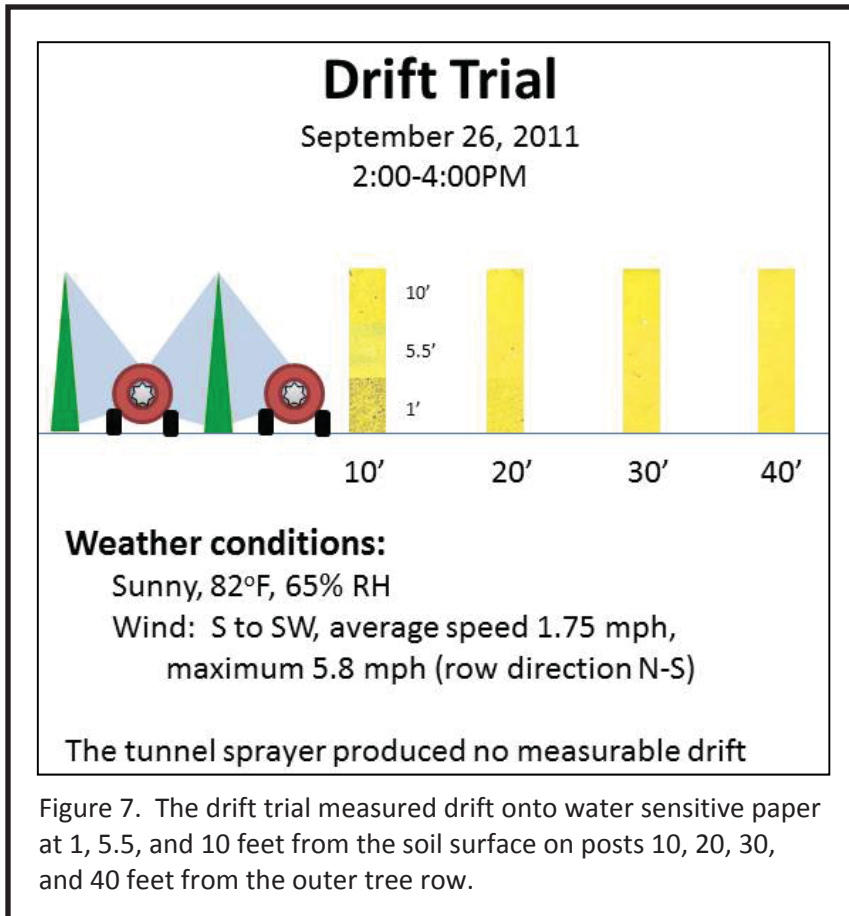 Drift Trial
September 26, 2011
2:00-4:00PM
10’
5.5’
1’
10’ 20’ 30’ 40’
Weather conditions:
Sunny, 82°F, 65% RH
Wind: S to SW, average speed 1.75 mph,
maximum 5.8 mph (row direction N-S)
The tunnel sprayer produced no measurable drift
Figure 7. The drift trial measured drift onto water sensitive paper
at 1, 5.5, and 10 feet from the soil surface on posts 10, 20, 30,
and 40 feet from the outer tree row.